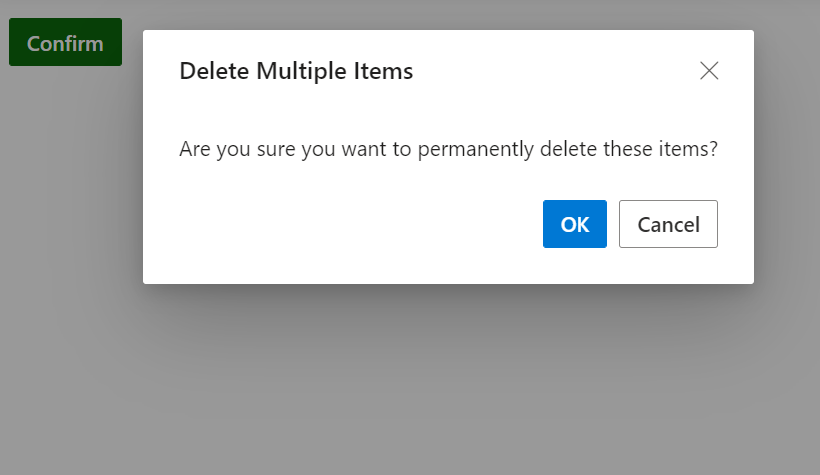 Confirm
Delete Multiple Items
Are you sure you want to permanently delete these items?
OK
Cancel